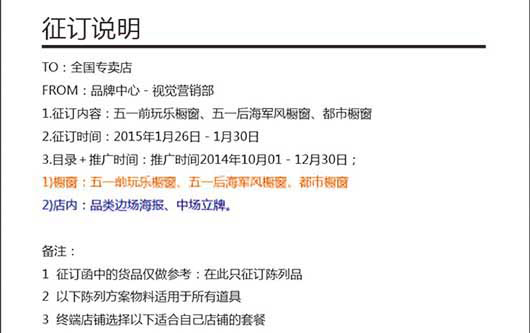 征订说明
TO：全国专卖店
FROM：品牌中心 - 视觉营销部
1.征订内容：五一前玩乐橱窗、五一后海军风橱窗、都市橱窗
2.征订时间：2015年1月26日 - 1月30日
3.目录＋推广时间：推广时间2014年10月01 - 12月30日；
1)橱窗：五一前玩乐橱窗、五一后海军风橱窗、都市橱窗
2)店内：品类边场海报、中场立牌。
备注：
1 征订函中的货品仅做参考：在此只征订陈列品
2 以下陈列方案物料适用于所有道具
3 终端店铺选择以下适合自己店铺的套餐